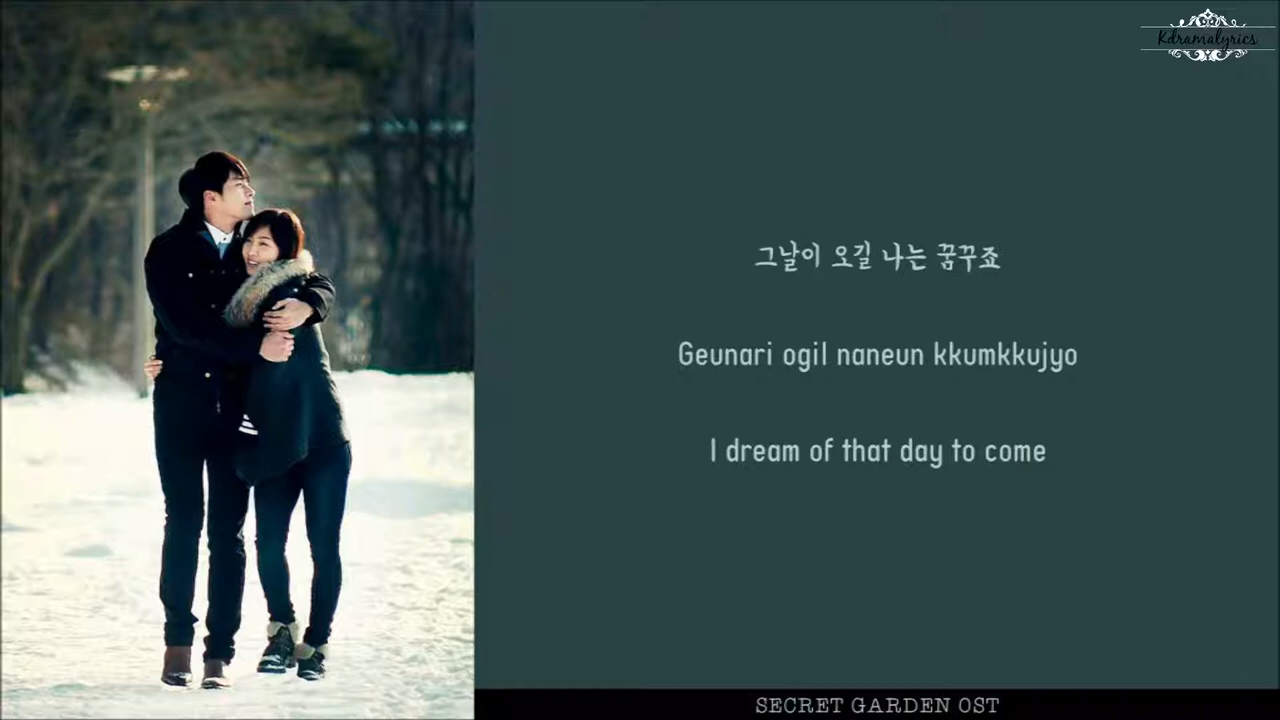 Kdramalyrics
그날이 오길 나는 꿈꾸죠
Geunari ogil naneun kkumkkujyo
I dream of that day to come
SECRET GARDEN OST